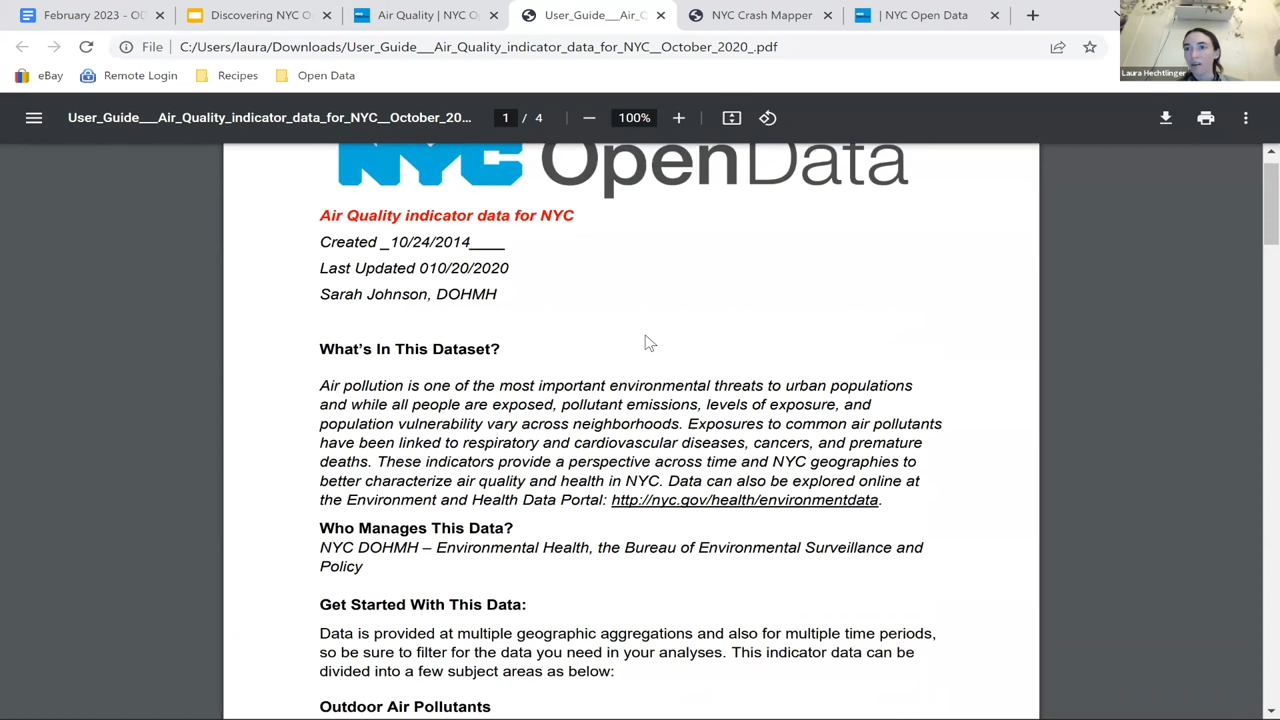 February 2023 - OD
Discovering NYC O
Air Quality | NYC O
User_Guide__Air_Q
NYC Crash Mapper
| NYC Open Data
File
C:/Users/laura/Downloads/User_Guide___Air_Quality_indicator_data_for_NYC__October_2020_.pdf
eBay
Remote Login
Recipes
Open Data
Laura Hechtlinger
User_Guide___Air_Quality_indicator_data_for_NYC__October_20...
1 / 4
100%
NYC OpenData
Air Quality indicator data for NYC
Created _10/24/2014____
Last Updated 010/20/2020
Sarah Johnson, DOHMH
What's In This Dataset?
Air pollution is one of the most important environmental threats to urban populations
and while all people are exposed, pollutant emissions, levels of exposure, and
population vulnerability vary across neighborhoods. Exposures to common air pollutants
have been linked to respiratory and cardiovascular diseases, cancers, and premature
deaths. These indicators provide a perspective across time and NYC geographies to
better characterize air quality and health in NYC. Data can also be explored online at
the Environment and Health Data Portal: http://nyc.gov/health/environmentdata.
Who Manages This Data?
NYC DOHMH – Environmental Health, the Bureau of Environmental Surveillance and
Policy
Get Started With This Data:
Data is provided at multiple geographic aggregations and also for multiple time periods,
so be sure to filter for the data you need in your analyses. This indicator data can be
divided into a few subject areas as below:
Outdoor Air Pollutants